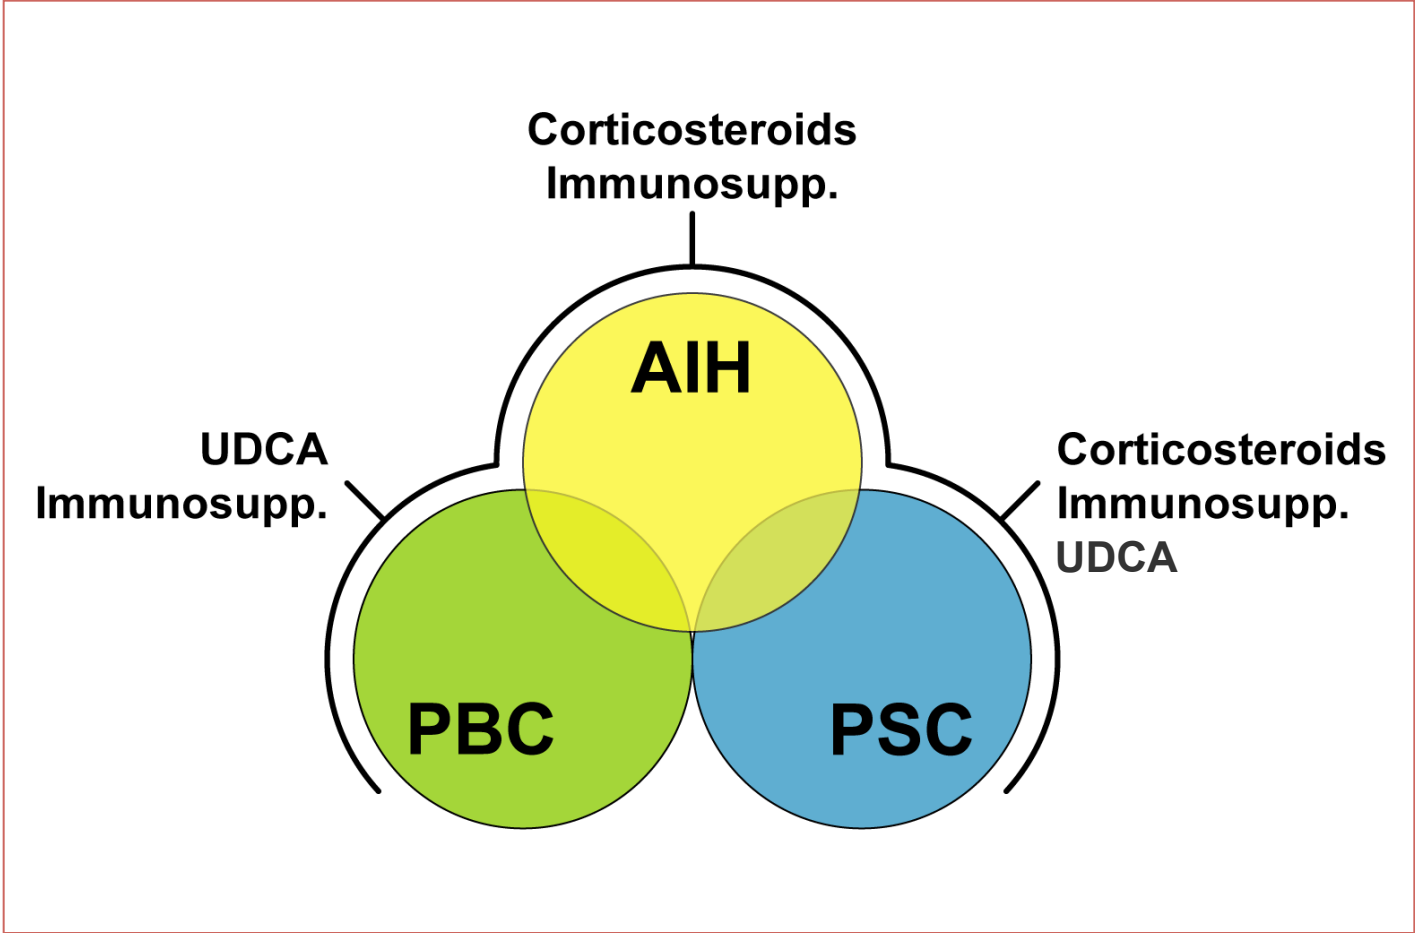 Corticosteroids
Immunosupp.
AIH
UDCA
Immunosupp.
Corticosteroids
Immunosupp.
UDCA
PBC
PSC